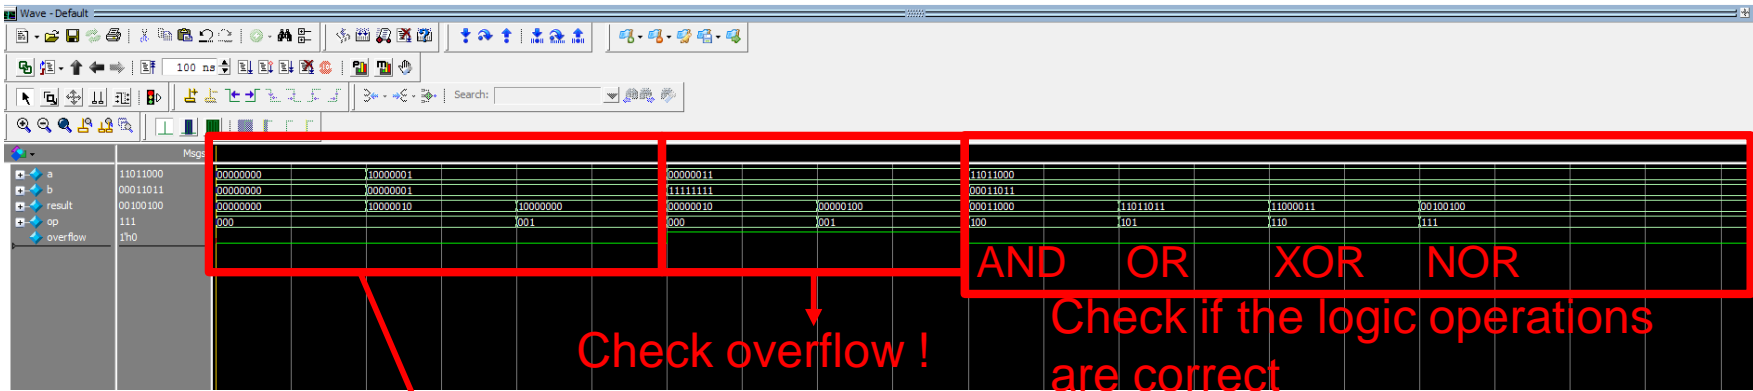 Wave - Default
100 ns
Search:
Msgs
a 11011000 00000000 10000001 00000011 11011000
b 00011011 00000000 00000001 11111111 00011011
result 00100100 00000000 10000010 10000000 00000010 00000100 00011000 11011011 11000011 00100100
op 111 000 001 000 001 100 101 110 111
overflow 1'h0
AND OR XOR NOR
Check overflow !
Check if the logic operations
are correct